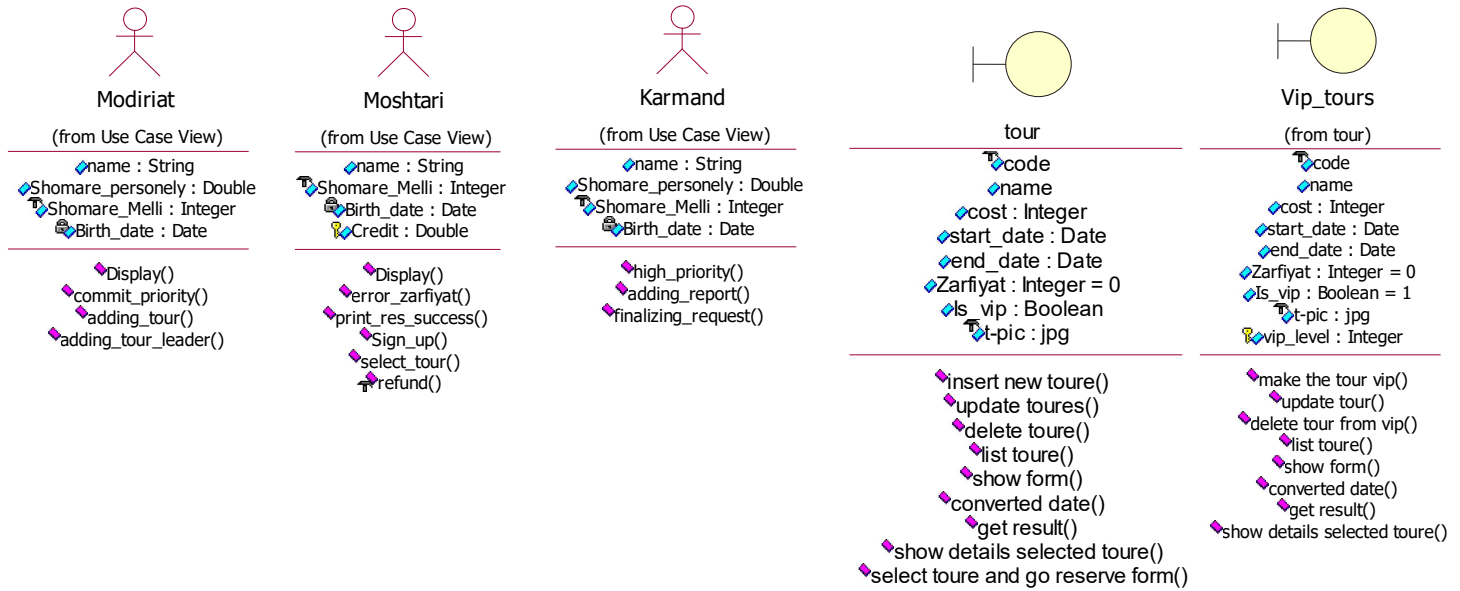 Modiriat
(from Use Case View)
name : String
Shomare_personely : Double
Shomare_Melli : Integer
Birth_date : Date
Display()
commit_priority()
adding_tour()
adding_tour_leader()
Moshtari
(from Use Case View)
name : String
Shomare_Melli : Integer
Birth_date : Date
Credit : Double
Display()
error_zarfiyat()
print_res_success()
Sign_up()
select_tour()
refund()
Karmand
(from Use Case View)
name : String
Shomare_personely : Double
Shomare_Melli : Integer
Birth_date : Date
high_priority()
adding_report()
finalizing_request()
tour
code
name
cost : Integer
start_date : Date
end_date : Date
Zarfiyat : Integer = 0
Is_vip : Boolean
t-pic : jpg
insert new toure()
update toures()
delete toure()
list toure()
show form()
converted date()
get result()
show details selected toure()
select toure and go reserve form()
Vip_tours
(from tour)
code
name
cost : Integer
start_date : Date
end_date : Date
Zarfiyat : Integer = 0
Is_vip : Boolean = 1
t-pic : jpg
vip_level : Integer
make the tour vip()
update tour()
delete tour from vip()
list toure()
show form()
converted date()
get result()
show details selected toure()